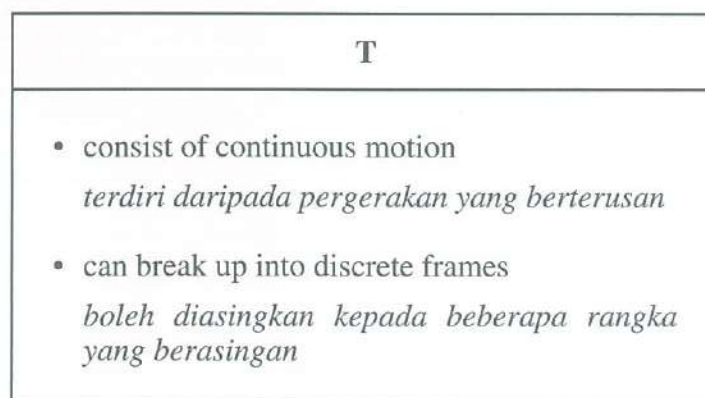 T
• consist of continuous motion
terdiri daripada pergerakan yang berterusan
• can break up into discrete frames
boleh diasingkan kepada beberapa rangka
yang berasingan